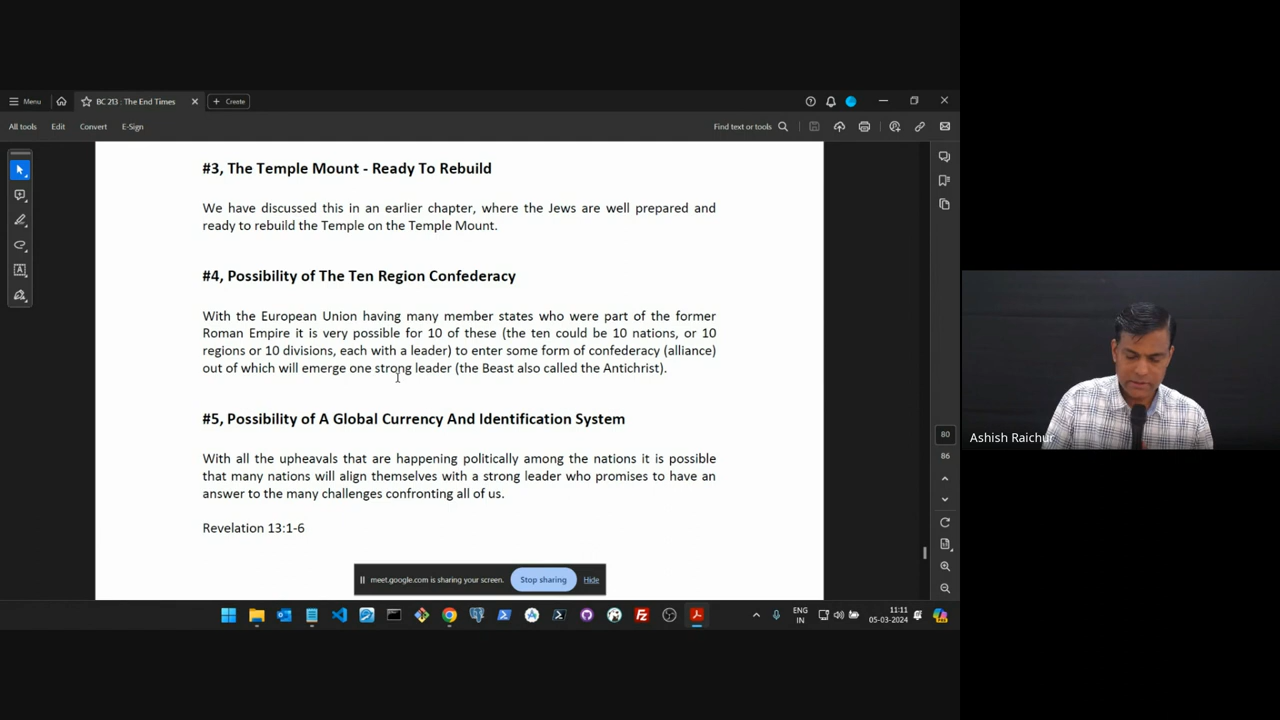 Menu
BC 213 : The End Times
Create
All tools
Edit
Convert
E-Sign
Find text or tools
#3, The Temple Mount - Ready To Rebuild
We have discussed this in an earlier chapter, where the Jews are well prepared and
ready to rebuild the Temple on the Temple Mount.
#4, Possibility of The Ten Region Confederacy
With the European Union having many member states who were part of the former
Roman Empire it is very possible for 10 of these (the ten could be 10 nations, or 10
regions or 10 divisions, each with a leader) to enter some form of confederacy (alliance)
out of which will emerge one strong leader (the Beast also called the Antichrist).
#5, Possibility of A Global Currency And Identification System
With all the upheavals that are happening politically among the nations it is possible
that many nations will align themselves with a strong leader who promises to have an
answer to the many challenges confronting all of us.
Revelation 13:1-6
80
86
meet.google.com is sharing your screen.
Stop sharing
Hide
ENG
IN
11:11
05-03-2024
Ashish Raichur